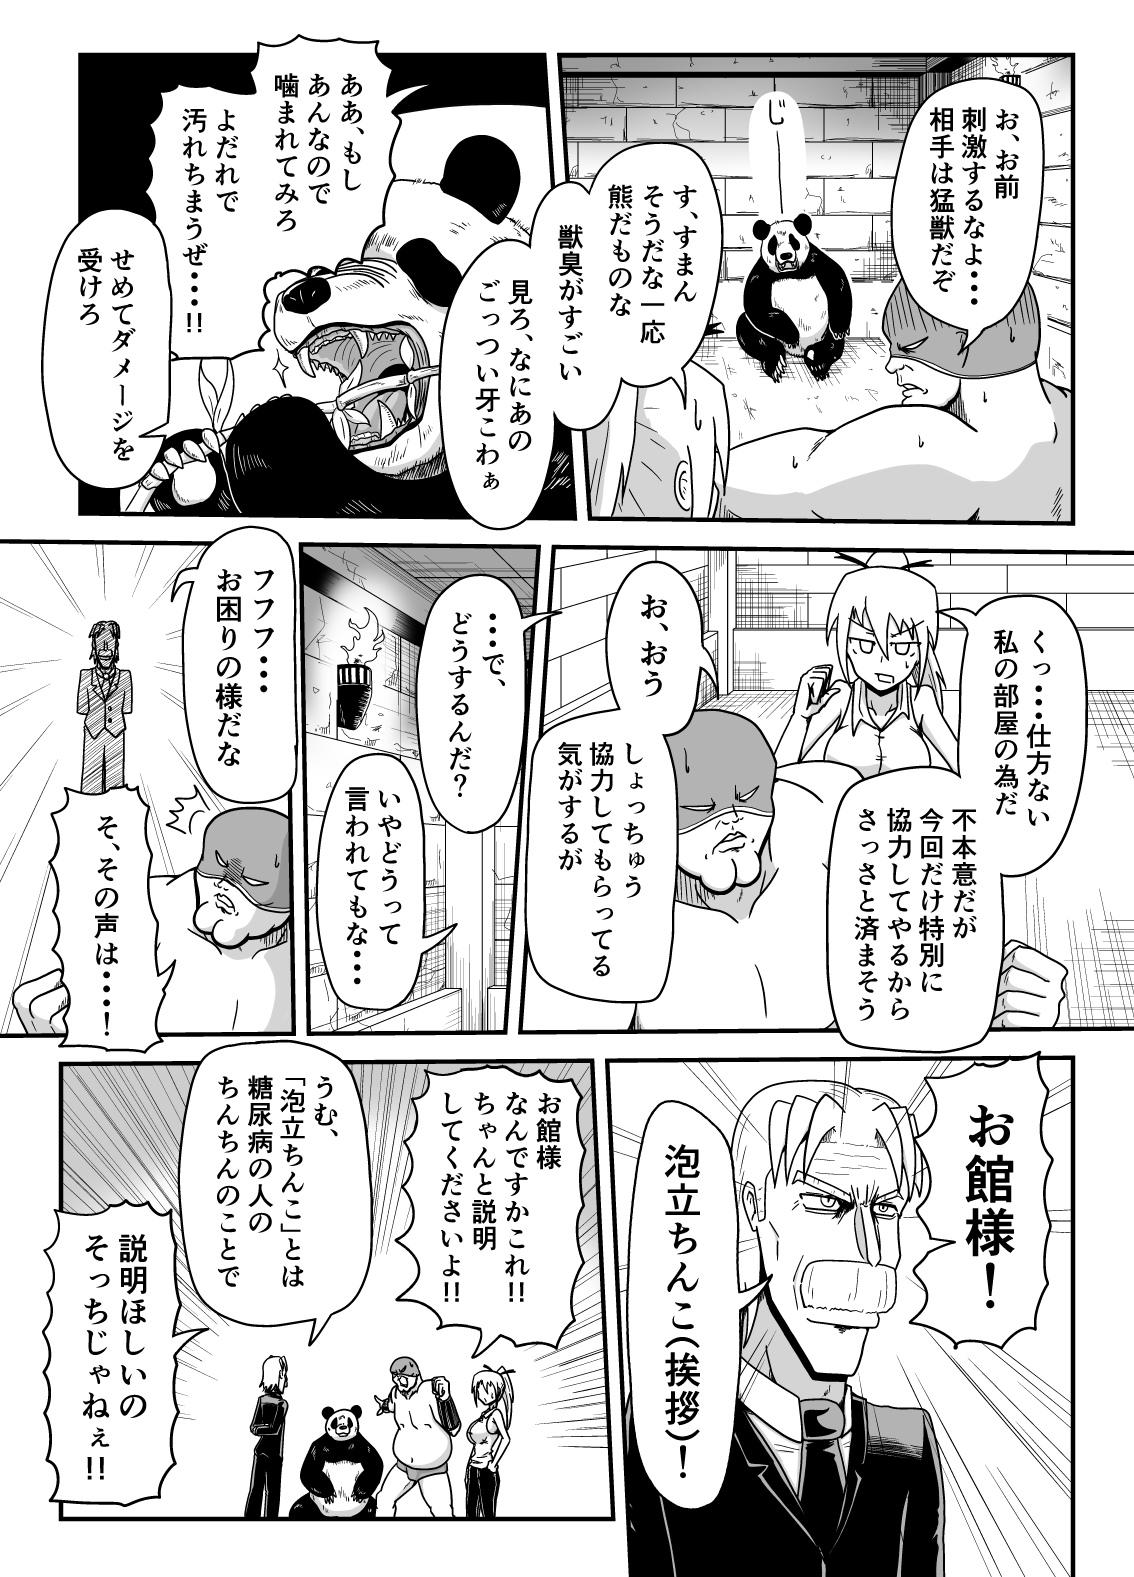 お、お前
刺激するなよ・・・
相手は猛獣だぞ
じ
す、すまん
そうだな一応
熊だものな
獣臭がすごい
見ろ、なにあの
ごっつい牙こわぁ
ああ、もし
あんなので
噛まれてみろ
よだれで
汚れちまうぜ・・・!!
せめてダメージを
受けろ
くっ・・・仕方ない
私の部屋の為だ
不本意だが
今回だけ特別に
協力してやるから
さっさと済まそう
お、おう
しょっちゅう
協力してもらってる
気がするが
・・・で、
どうするんだ？
いやどうって
言われてもな・・・
フフフ・・・
お困りの様だな
そ、その声は・・・・！
お館様！
泡立ちんこ（挨拶）！
お館様
なんですかこれ!!
ちゃんと説明
してくださいよ!!
うむ、
「泡立ちんこ」とは
糖尿病の人の
ちんちんのことで
説明ほしいの
そっちじゃねぇ!!